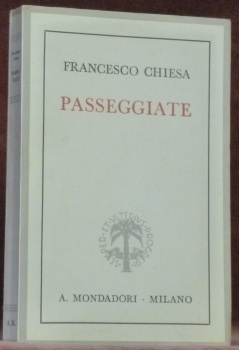 FRANCESCO CHIESA
PASSEGGIATE
A. MONDADORI · MILANO